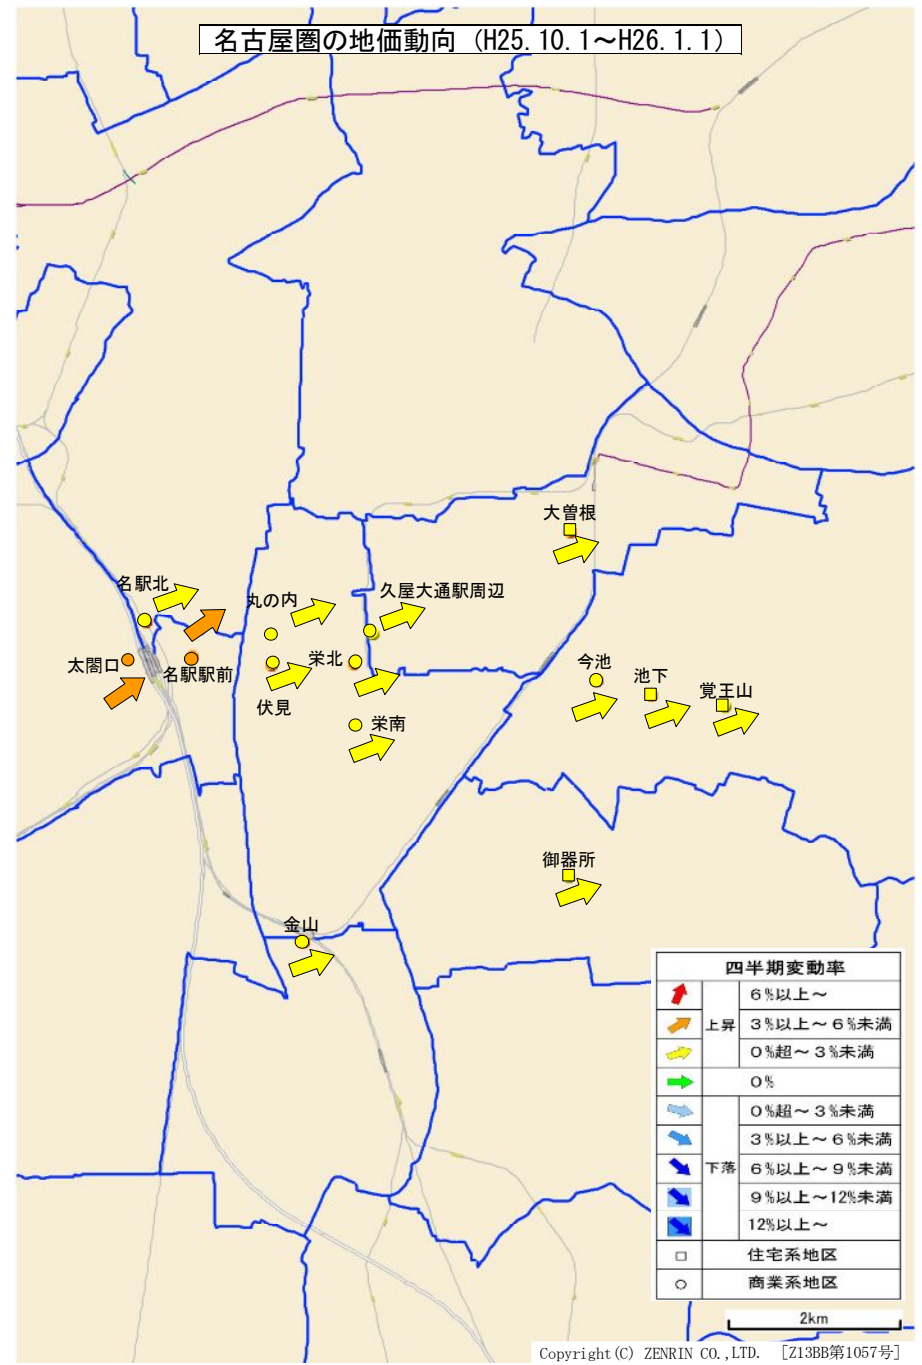 名古屋圏の地価動向（H25.10.1～H26.1.1）
大曽根
名駅北
丸の内
久屋大通駅周辺
太閤口
名駅駅前
栄北
今池
池下
覚王山
伏見
栄南
御器所
金山
四半期変動率
上昇
6%以上～
3%以上～6%未満
0%超～3%未満
0%
下落
0%超～3%未満
3%以上～6%未満
6%以上～9%未満
9%以上～12%未満
12%以上～
住宅系地区
商業系地区
2km
Copyright(C) ZENRIN CO.,LTD. [Z13BB第1057号]